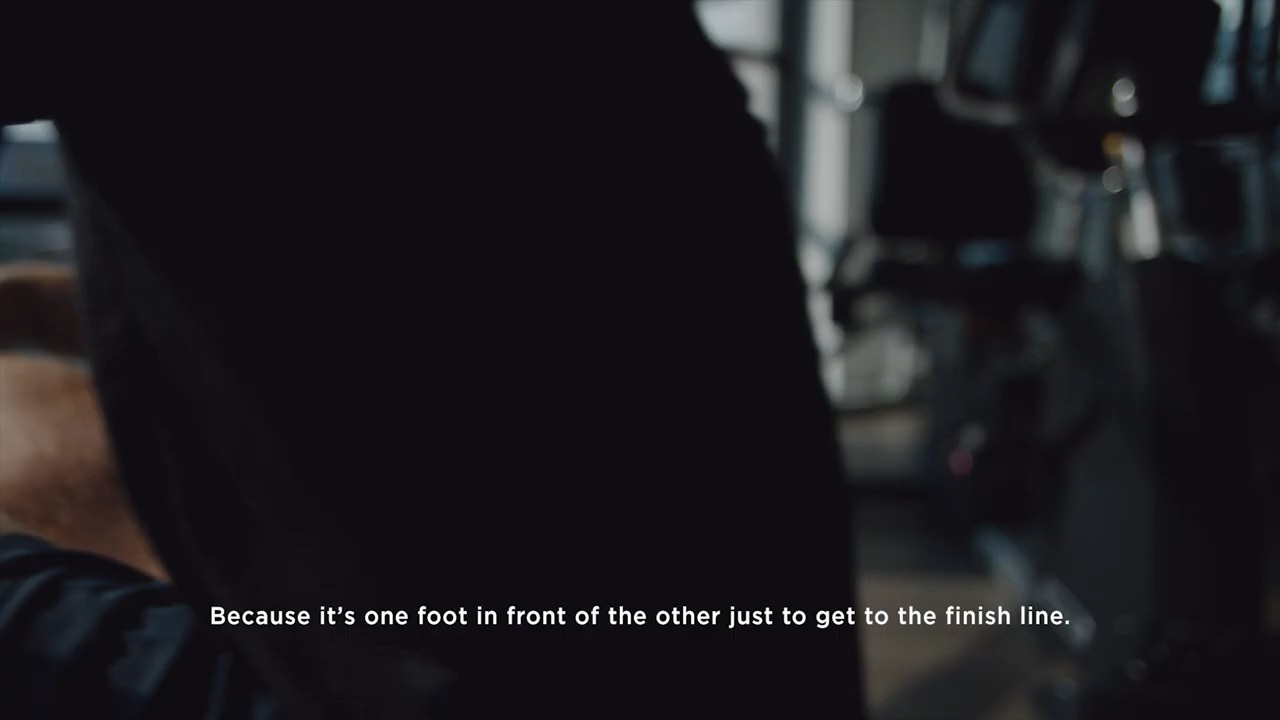 Because it’s one foot in front of the other just to get to the finish line.